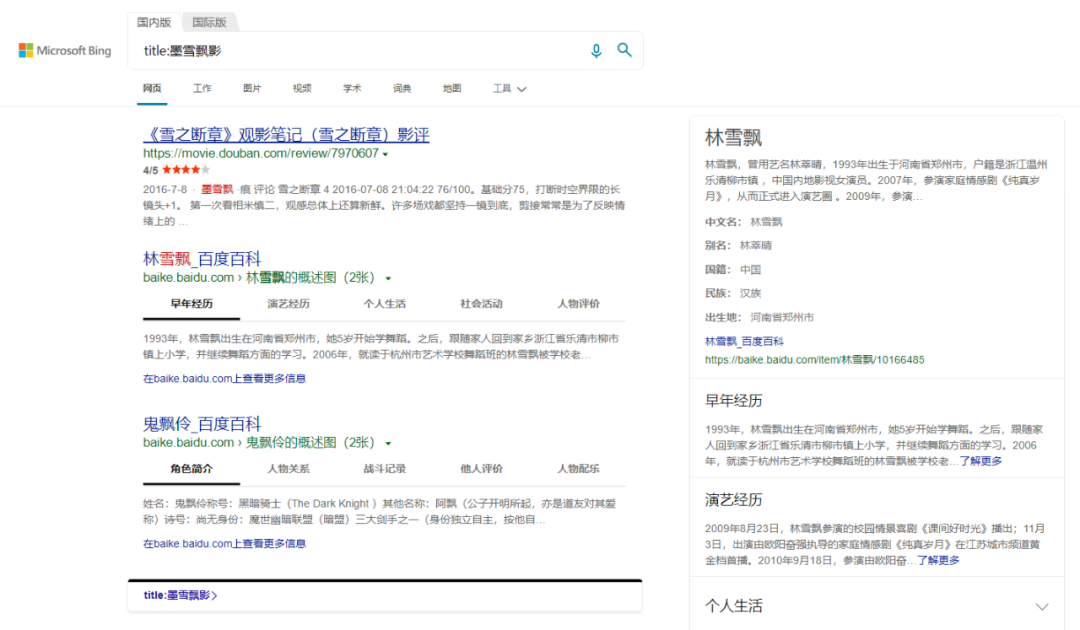 国内版 国际版
Microsoft Bing
title:墨雪飘影
网页 工作 图片 视频 学术 词典 地图 工具
《雪之断章》观影笔记（雪之断章）影评
https://movie.douban.com/review/7970607
4/5
2016-7-8 · 墨雪飘 ·痕 评论 雪之断章 4 2016-07-08 21:04:22 76/100。基础分75，打断时空界限的长
镜头+1。 第一次看相米慎二，观感总体上还算新鲜。许多场戏都坚持一镜到底，剪接常常是为了反映情
绪上的 ...
林雪飘_百度百科
baike.baidu.com › 林雪飘的概述图（2张）
早年经历 演艺经历 个人生活 社会活动 人物评价
1993年，林雪飘出生在河南省郑州市，她5岁开始学舞蹈。之后，跟随家人回到家乡浙江省乐清市柳市
镇上小学，并继续舞蹈方面的学习。2006年，就读于杭州市艺术学校舞蹈班的林雪飘被学校老...
在baike.baidu.com上查看更多信息
鬼飘伶_百度百科
baike.baidu.com › 鬼飘伶的概述图（2张）
角色简介 人物关系 战斗记录 他人评价 人物配乐
姓名：鬼飘伶称号：黑暗骑士（The Dark Knight ）其他名称：阿飘（公子开明所起，亦是道友对其爱
称）诗号：尚无身份：魔世幽暗联盟（暗盟）三大剑手之一（身份独立自主，按他自...
在baike.baidu.com上查看更多信息
title:墨雪飘影
林雪飘
林雪飘，曾用艺名林莘晴，1993年出生于河南省郑州市，户籍是浙江温州
乐清柳市镇 ，中国内地影视女演员。2007年，参演家庭情感剧《纯真岁
月》，从而正式进入演艺圈 。2009年，参演...
中文名： 林雪飘
别名： 林莘晴
国籍： 中国
民族： 汉族
出生地： 河南省郑州市
林雪飘_百度百科
https://baike.baidu.com/item/林雪飘/10166485
早年经历
1993年，林雪飘出生在河南省郑州市，她5岁开始学舞蹈。之后，跟随家
人回到家乡浙江省乐清市柳市镇上小学，并继续舞蹈方面的学习。2006
年，就读于杭州市艺术学校舞蹈班的林雪飘被学校老...了解更多
演艺经历
2009年8月23日，林雪飘参演的校园情景喜剧《课间好时光》播出；11月
3日，出演由欧阳奋强执导的家庭情感剧《纯真岁月》在江苏城市频道黄
金档首播。2010年9月18日，参演由欧阳奋...了解更多
个人生活